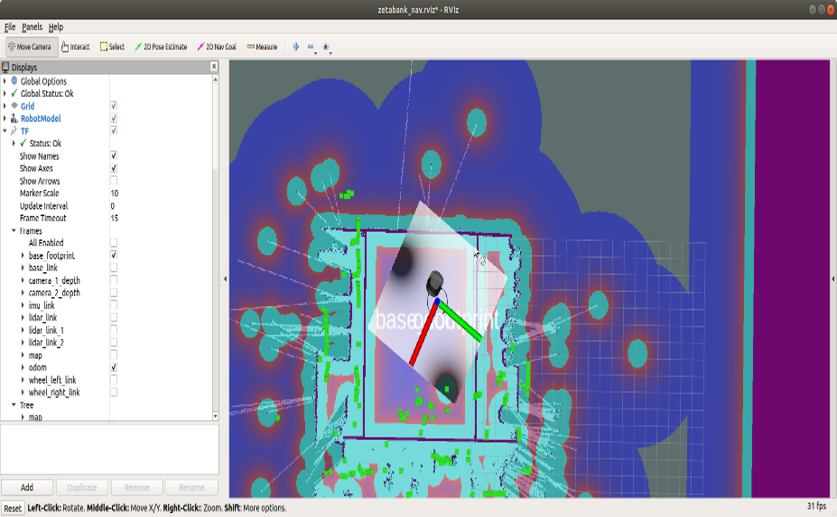 zetabank_nav.rviz* - RViz
File Panels Help
Move Camera Interact Select 2D Pose Estimate 2D Nav Goal Measure
Displays
Global Options
Global Status: Ok
Grid
RobotModel
TF
Status: Ok
Show Names
Show Axes
Show Arrows
Marker Scale 10
Update Interval 0
Frame Timeout 15
Frames
All Enabled
base_footprint
base_link
camera_1_depth
camera_2_depth
imu_link
lidar_link
lidar_link_1
lidar_link_2
map
odom
wheel_left_link
wheel_right_link
Tree
map
Add Duplicate Remove Rename
Reset Left-Click: Rotate. Middle-Click: Move X/Y. Right-Click:: Zoom. Shift: More options. 31 fps